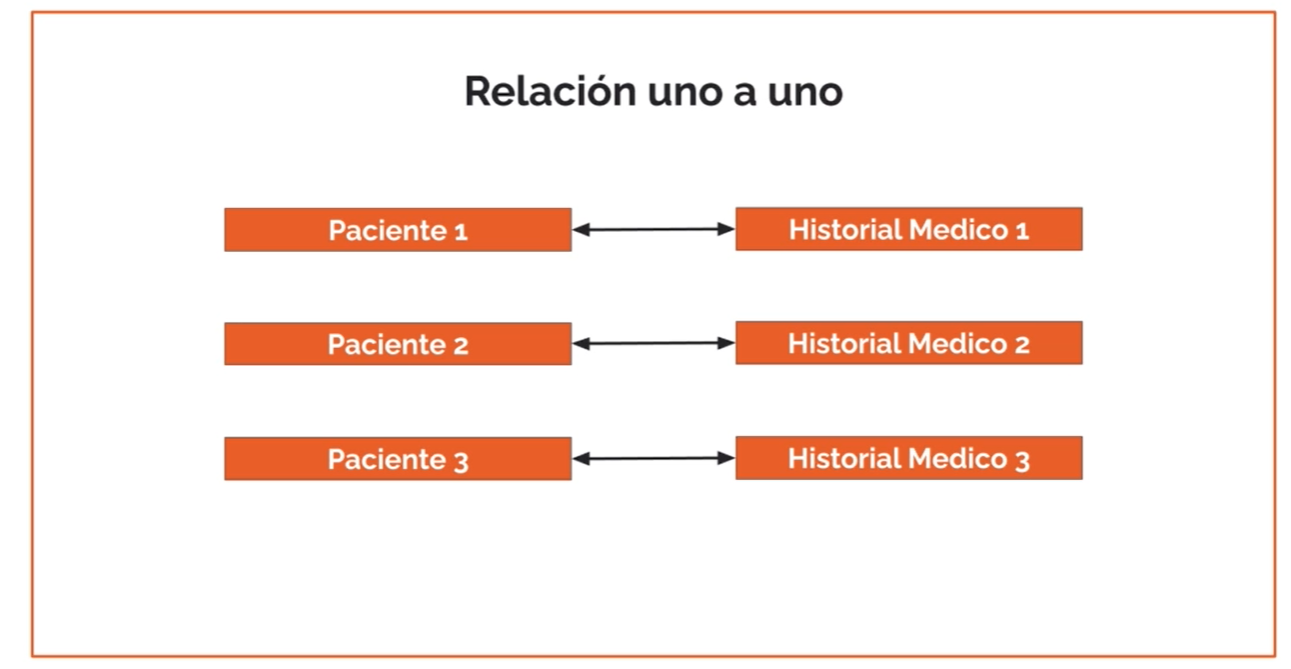 Relación uno a uno
Paciente 1
Historial Medico 1
Paciente 2
Historial Medico 2
Paciente 3
Historial Medico 3